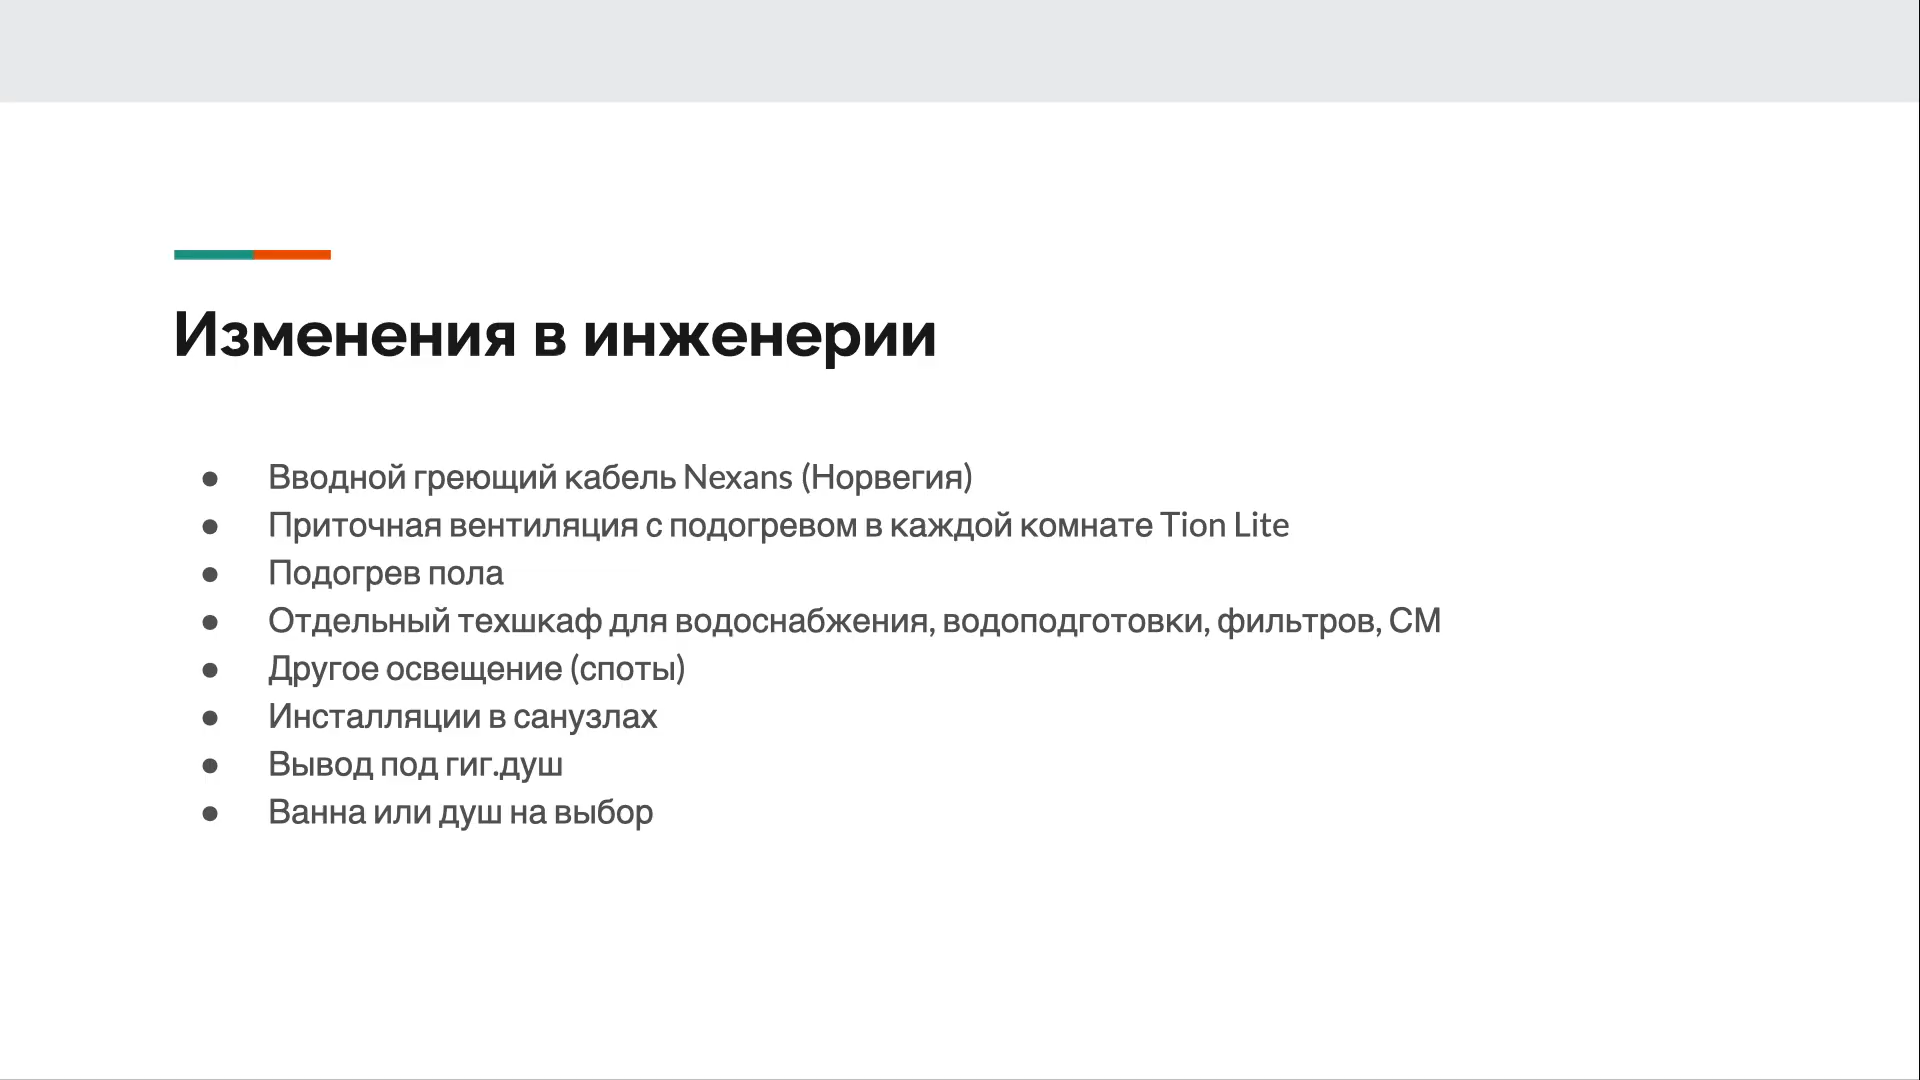 Изменения в инженерии
● Вводной греющий кабель Nexans (Норвегия)
● Приточная вентиляция с подогревом в каждой комнате Tion Lite
● Подогрев пола
● Отдельный техшкаф для водоснабжения, водоподготовки, фильтров, СМ
● Другое освещение (споты)
● Инсталляции в санузлах
● Вывод под гиг.душ
● Ванна или душ на выбор